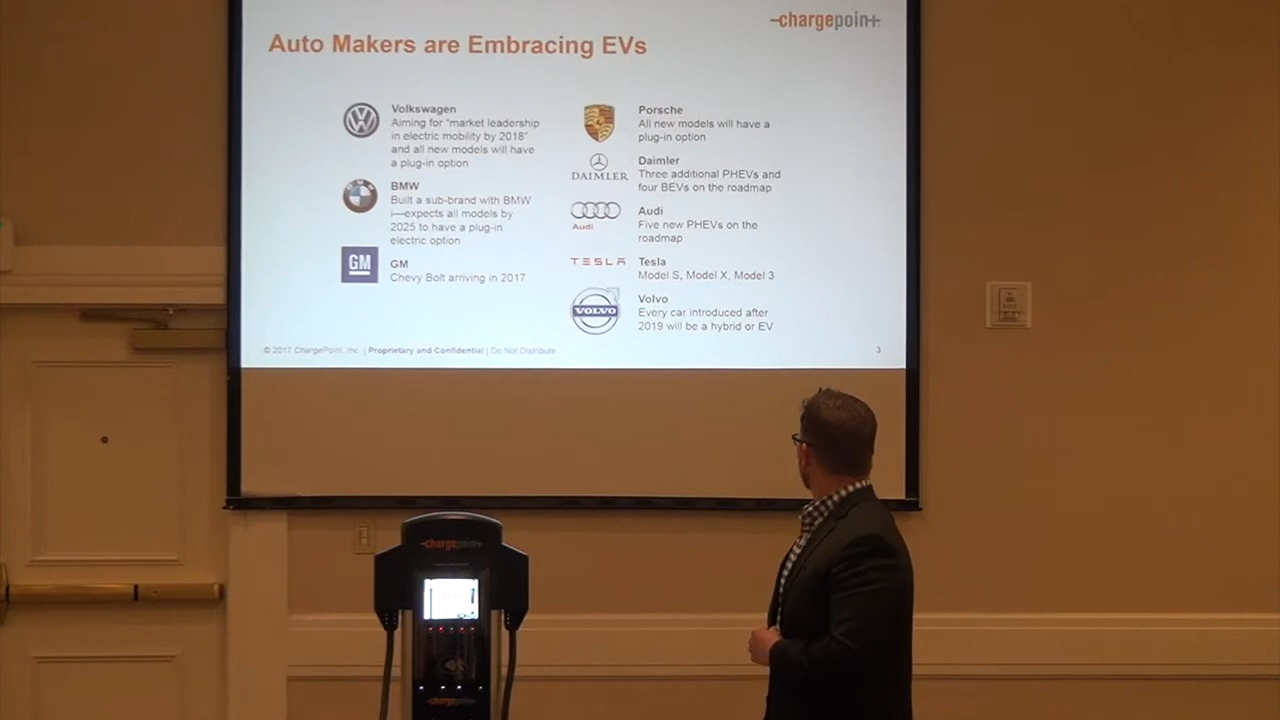 -chargepoin+.
Auto Makers are Embracing EVs
Volkswagen
Aiming for "market leadership
in electric mobility by 2018"
and all new models will have
a plug-in option
BMW
BMW
Built a sub-brand with BMW
i—expects all models by
2025 to have a plug-in
electric option
GM
GM
Chevy Bolt arriving in 2017
Porsche
All new models will have a
plug-in option
DAIMLER
Daimler
Three additional PHEVs and
four BEVs on the roadmap
Audi
Audi
Five new PHEVs on the
roadmap
TESLA
Tesla
Model S, Model X, Model 3
VOLVO
Volvo
Every car introduced after
2019 will be a hybrid or EV
© 2017 ChargePoint, Inc. | Proprietary and Confidential | Do Not Distribute
3
-chargepoin+
-chargepoin+